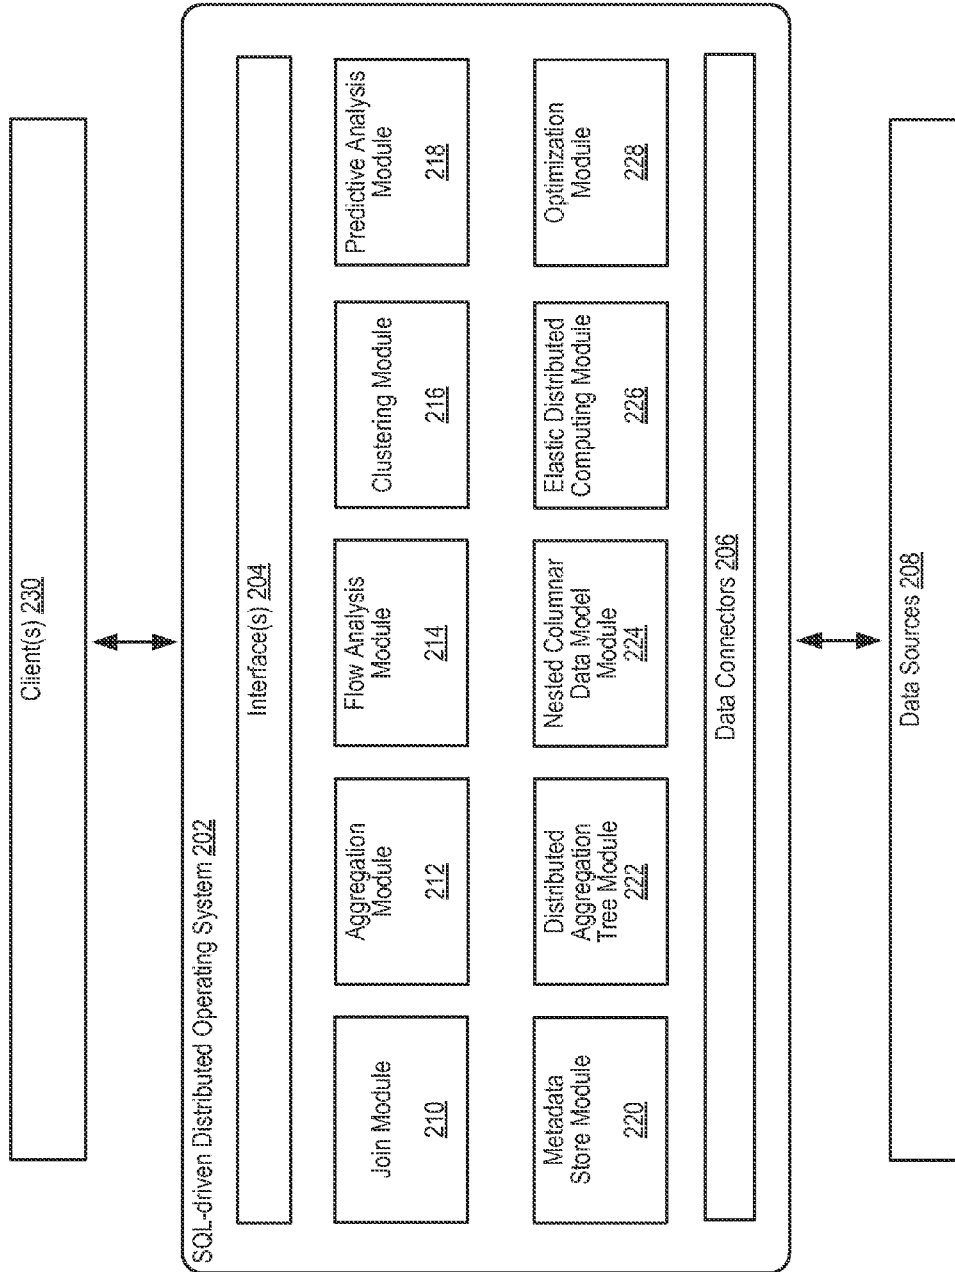 Client(s) 230
SQL-driven Distributed Operating System 202
Interface(s) 204
Join Module
210
Aggregation
Module
212
Flow Analysis
Module
214
Clustering Module
216
Predictive Analysis
Module
218
Metadata
Store Module
220
Distributed
Aggregation
Tree Module
222
Nested Columnar
Data Model
Module
224
Elastic Distributed
Computing Module
226
Optimization
Module
228
Data Connectors 206
Data Sources 208